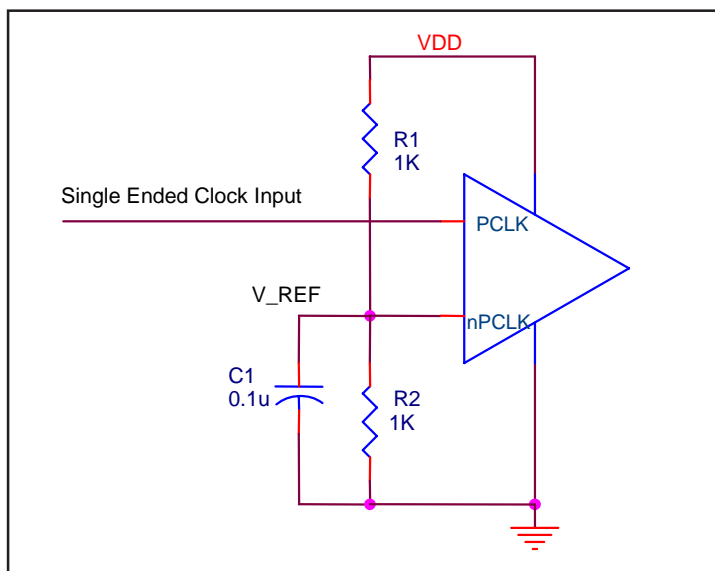 VDD
R1
1K
Single Ended Clock Input
PCLK
V_REF
nPCLK
C1
0.1u
R2
1K